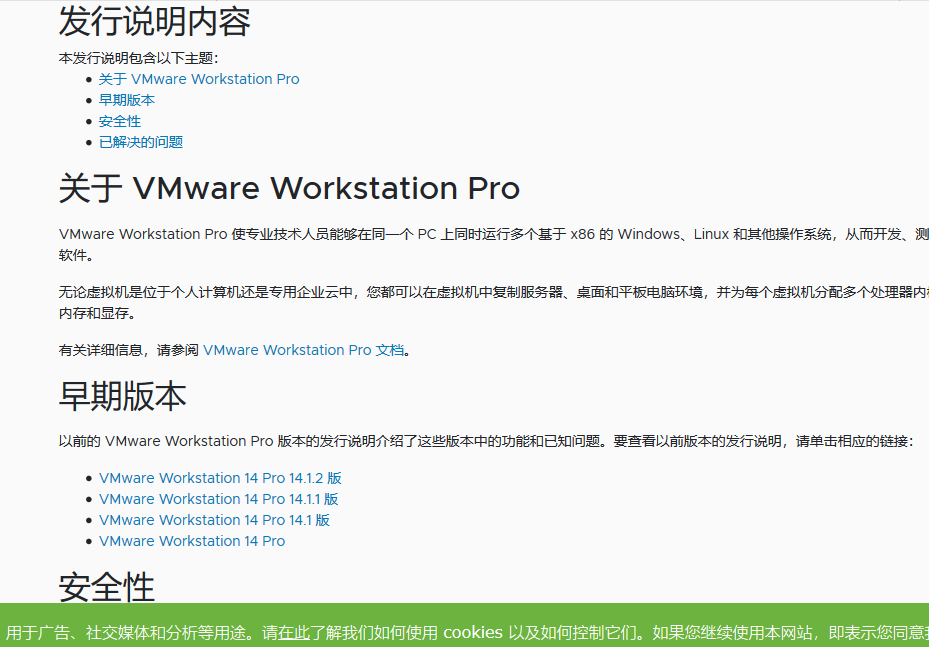 发行说明内容
本发行说明包含以下主题：
关于 VMware Workstation Pro
早期版本
安全性
已解决的问题
关于 VMware Workstation Pro
VMware Workstation Pro 使专业技术人员能够在同一个 PC 上同时运行多个基于 x86 的 Windows、Linux 和其他操作系统，从而开发、测
软件。
无论虚拟机是位于个人计算机还是专用企业云中，您都可以在虚拟机中复制服务器、桌面和平板电脑环境，并为每个虚拟机分配多个处理器内核
内存和显存。
有关详细信息，请参阅 VMware Workstation Pro 文档。
早期版本
以前的 VMware Workstation Pro 版本的发行说明介绍了这些版本中的功能和已知问题。要查看以前版本的发行说明，请单击相应的链接：
VMware Workstation 14 Pro 14.1.2 版
VMware Workstation 14 Pro 14.1.1 版
VMware Workstation 14 Pro 14.1 版
VMware Workstation 14 Pro
安全性
用于广告、社交媒体和分析等用途。请在此了解我们如何使用 cookies 以及如何控制它们。如果您继续使用本网站，即表示您同意我